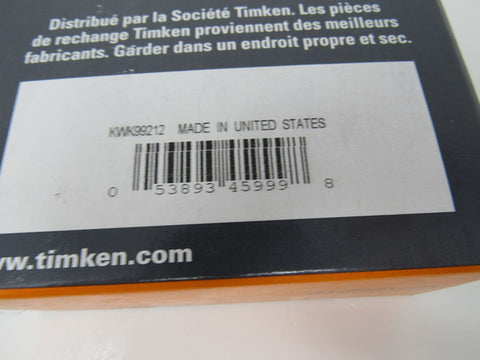 Distribué par la Société Timken. Les pièces
de rechange Timken proviennent des meilleurs
fabricants. Garder dans un endroit propre et sec.
KWK99212 MADE IN UNITED STATES
0 53893 45999 8
www.timken.com